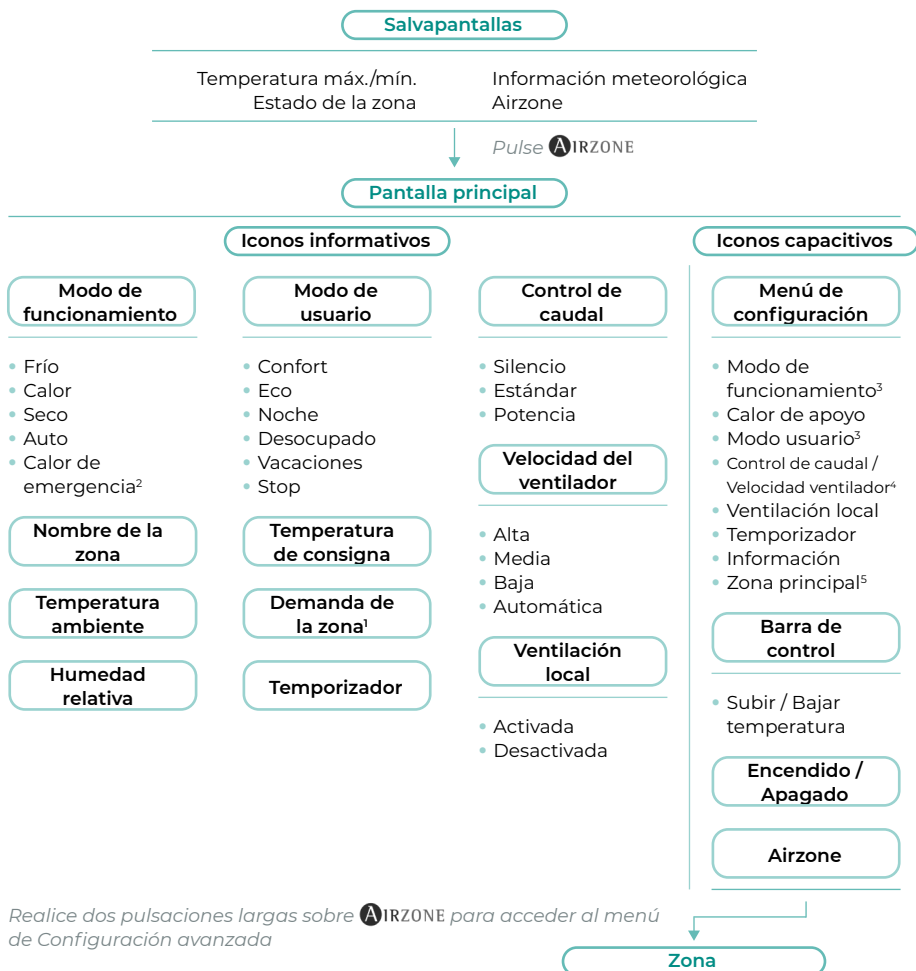 Salvapantallas
Temperatura máx./mín.
Estado de la zona
Información meteorológica
Airzone
Pulse AIRZONE
Pantalla principal
Iconos informativos
Modo de
funcionamiento
• Frío
• Calor
• Seco
• Auto
• Calor de
emergencia²
Nombre de la
zona
Temperatura
ambiente
Humedad
relativa
Modo de
usuario
• Confort
• Eco
• Noche
• Desocupado
• Vacaciones
• Stop
Temperatura
de consigna
Demanda de
la zona¹
Temporizador
Control de
caudal
• Silencio
• Estándar
• Potencia
Velocidad del
ventilador
• Alta
• Media
• Baja
• Automática
Ventilación
local
• Activada
• Desactivada
Iconos capacitivos
Menú de
configuración
• Modo de
funcionamiento³
• Calor de apoyo
• Modo usuario³
• Control de caudal /
Velocidad ventilador⁴
• Ventilación local
• Temporizador
• Información
• Zona principal⁵
Barra de
control
• Subir / Bajar
temperatura
Encendido /
Apagado
Airzone
Realice dos pulsaciones largas sobre AIRZONE para acceder al menú
de Configuración avanzada
Zona